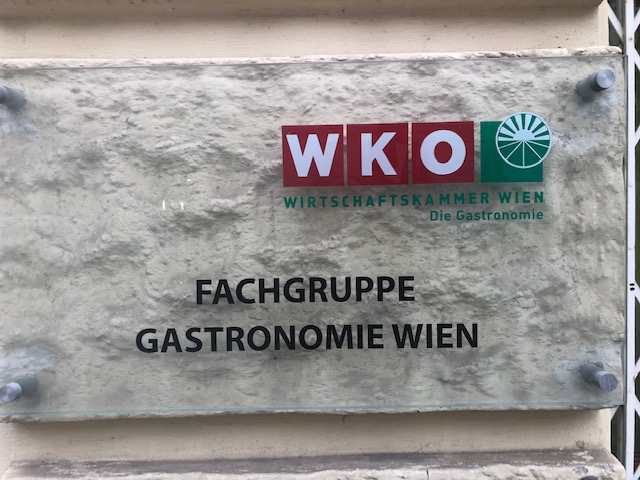 WKO
WIRTSCHAFTSKAMMER WIEN
Die Gastronomie
FACHGRUPPE
GASTRONOMIE WIEN